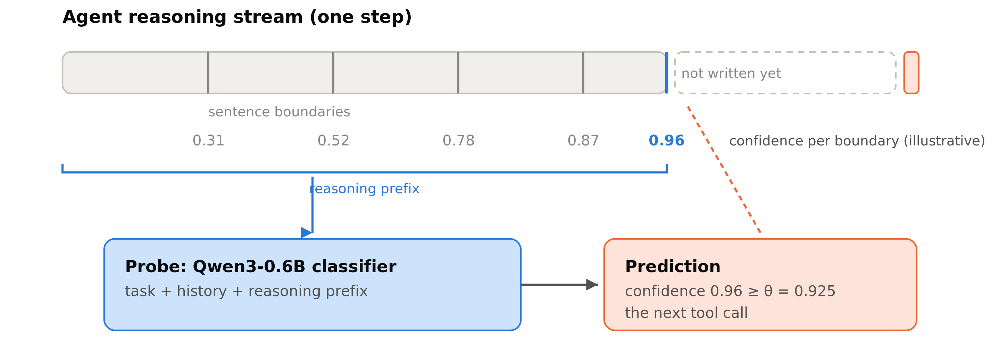 Agent reasoning stream (one step)
not written yet
sentence boundaries
0.31 0.52 0.78 0.87 0.96 confidence per boundary (illustrative)
reasoning prefix
Probe: Qwen3-0.6B classifier
task + history + reasoning prefix
Prediction
confidence 0.96 ≥ θ = 0.925
the next tool call